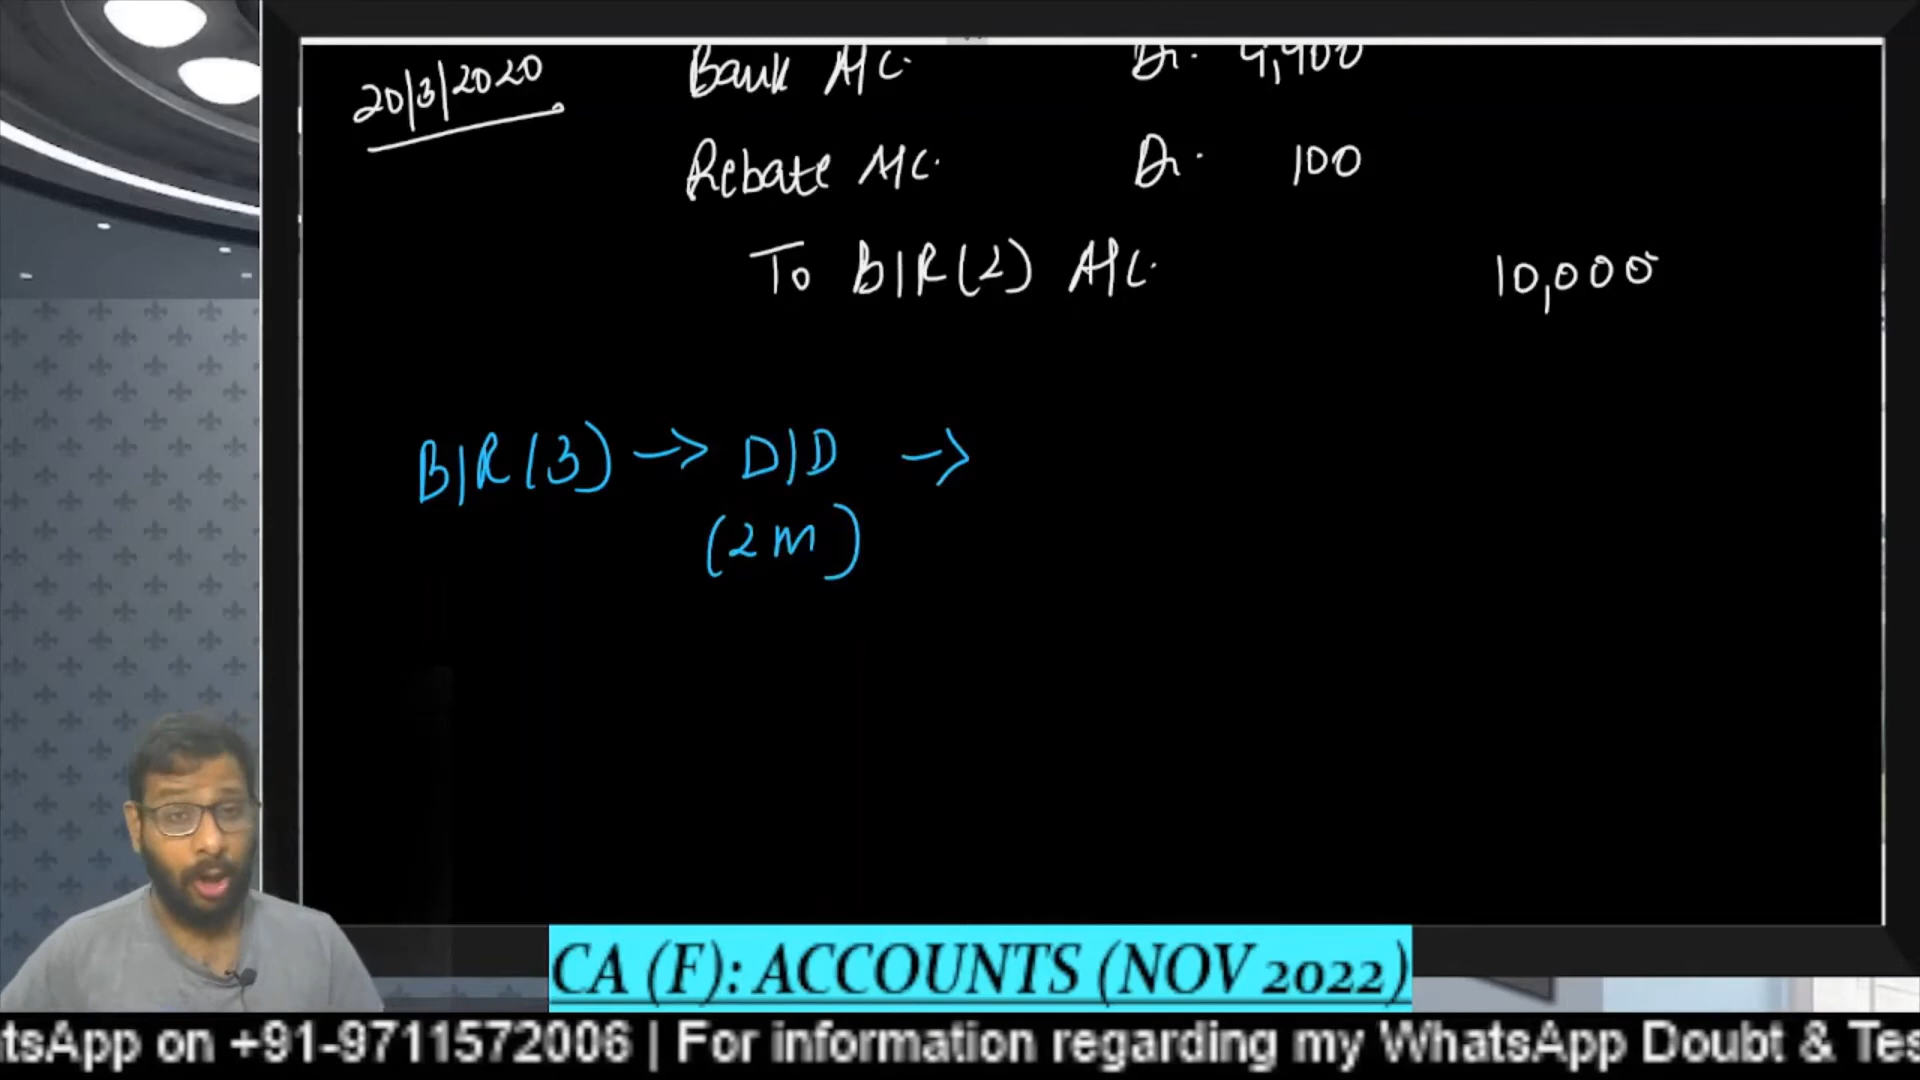 20/3/2020 Bank A/C. Dr. 9,900
Rebate A/C. Dr. 100
To B/R(2) A/C. 10,000
B/R(3) -> D/D ->
(2M)
CA (F): ACCOUNTS (NOV 2022)
tsApp on +91-9711572006 | For information regarding my WhatsApp Doubt & Tes